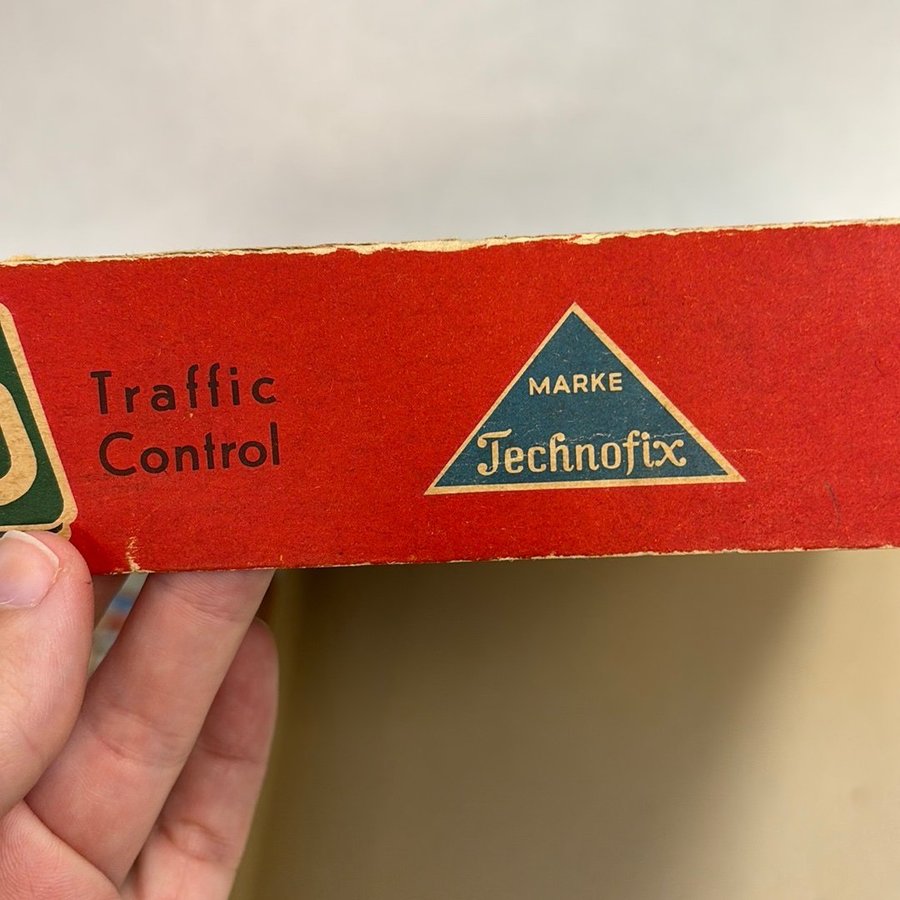 Traffic
Control
MARKE
Technofix